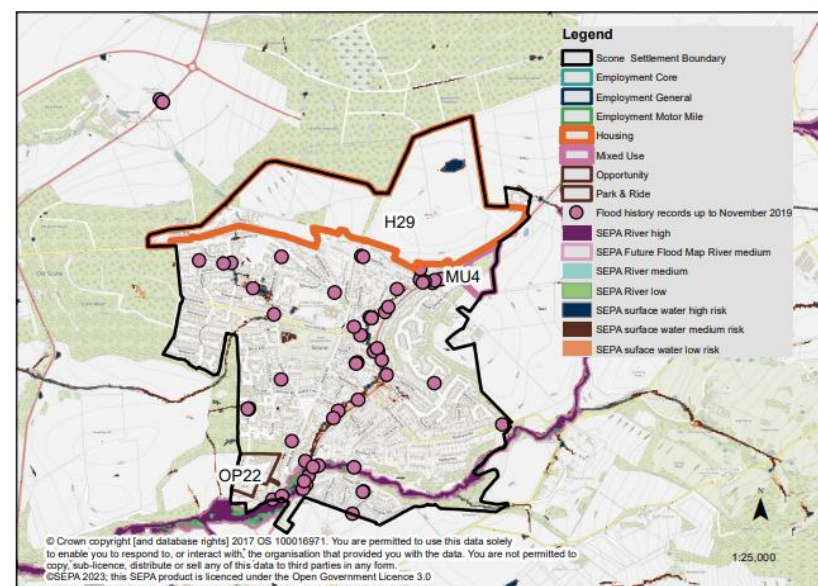 Legend
Scone Settlement Boundary
Employment Core
Employment General
Employment Motor Mile
Housing
Mixed Use
Opportunity
Park & Ride
Flood history records up to November 2019
SEPA River high
SEPA Future Flood Map River medium
SEPA River medium
SEPA River low
SEPA surface water high risk
SEPA surface water medium risk
SEPA suface water low risk
H29
MU4
Old Scone
Scone
OP22
N
1:25,000
© Crown copyright [and database rights] 2017 OS 100016971. You are permitted to use this data solely
to enable you to respond to, or interact with, the organisation that provided you with the data. You are not permitted to
copy, sub-licence, distribute or sell any of this data to third parties in any form.
©SEPA 2023; this SEPA product is licenced under the Open Government Licence 3.0